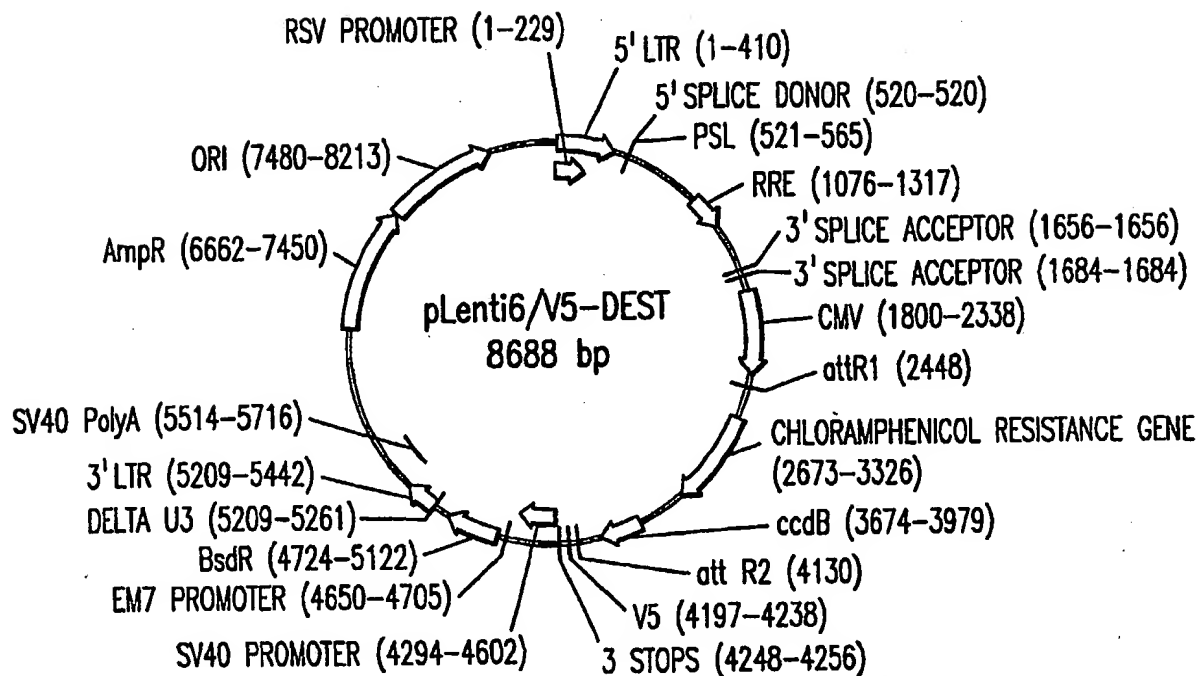 RSV PROMOTER (1–229)
5' LTR (1–410)
5' SPLICE DONOR (520–520)
PSL (521–565)
RRE (1076–1317)
3' SPLICE ACCEPTOR (1656–1656)
3' SPLICE ACCEPTOR (1684–1684)
CMV (1800–2338)
attR1 (2448)
CHLORAMPHENICOL RESISTANCE GENE
(2673–3326)
ccdB (3674–3979)
att R2 (4130)
V5 (4197–4238)
3 STOPS (4248–4256)
SV40 PROMOTER (4294–4602)
EM7 PROMOTER (4650–4705)
BsdR (4724–5122)
DELTA U3 (5209–5261)
3' LTR (5209–5442)
SV40 PolyA (5514–5716)
AmpR (6662–7450)
ORI (7480–8213)
pLenti6/V5–DEST
8688 bp